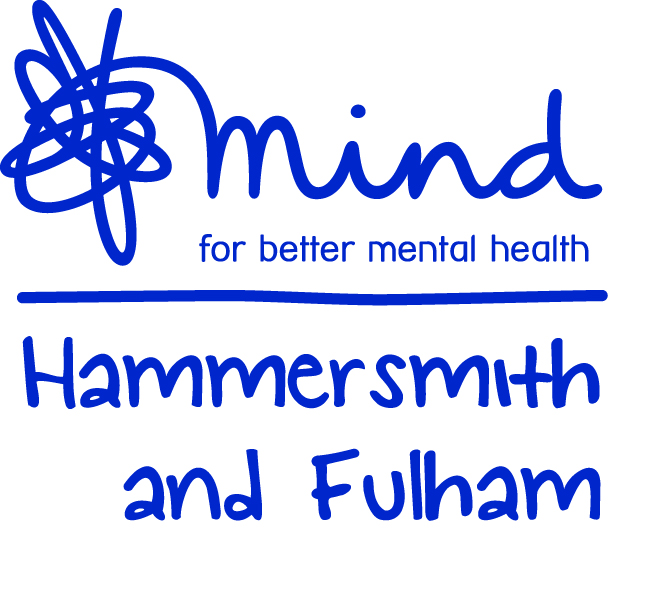 mind
for better mental health
Hammersmith
and Fulham